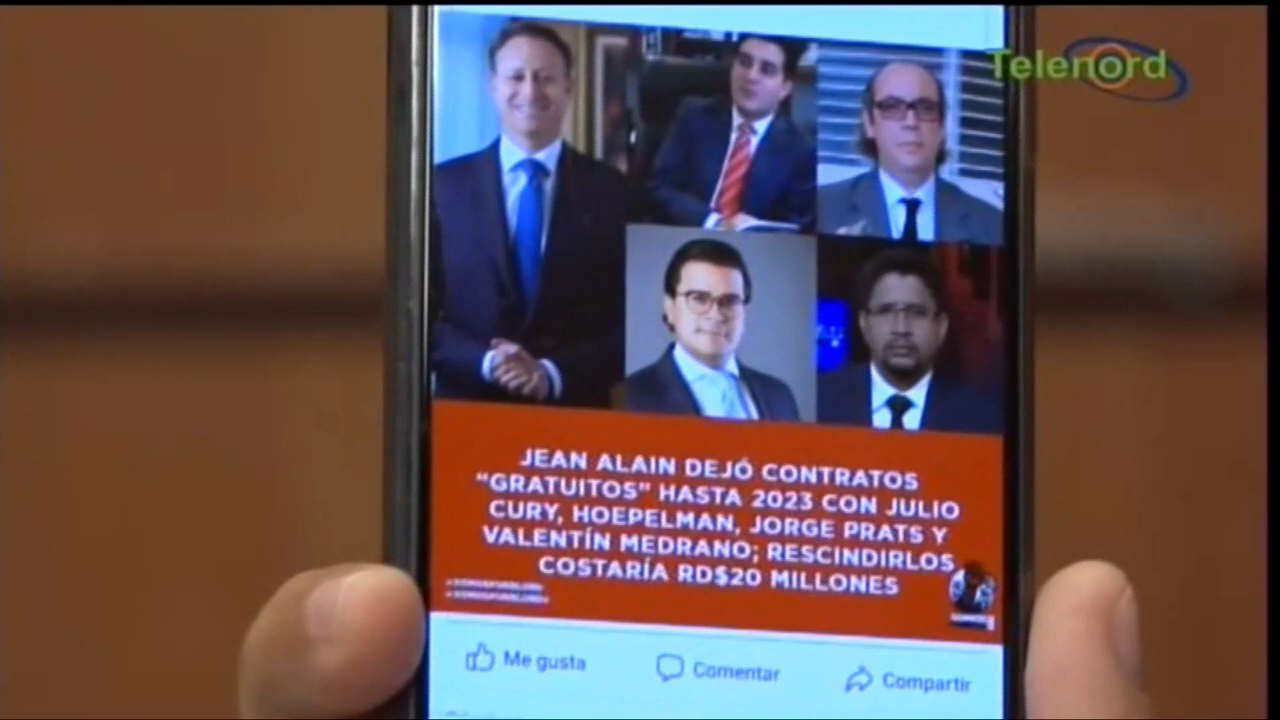 Telenord
JEAN ALAIN DEJÓ CONTRATOS
“GRATUITOS” HASTA 2023 CON JULIO
CURY, HOEPELMAN, JORGE PRATS Y
VALENTÍN MEDRANO; RESCINDIRLOS
COSTARÍA RD$20 MILLONES
Me gusta
Comentar
Compartir